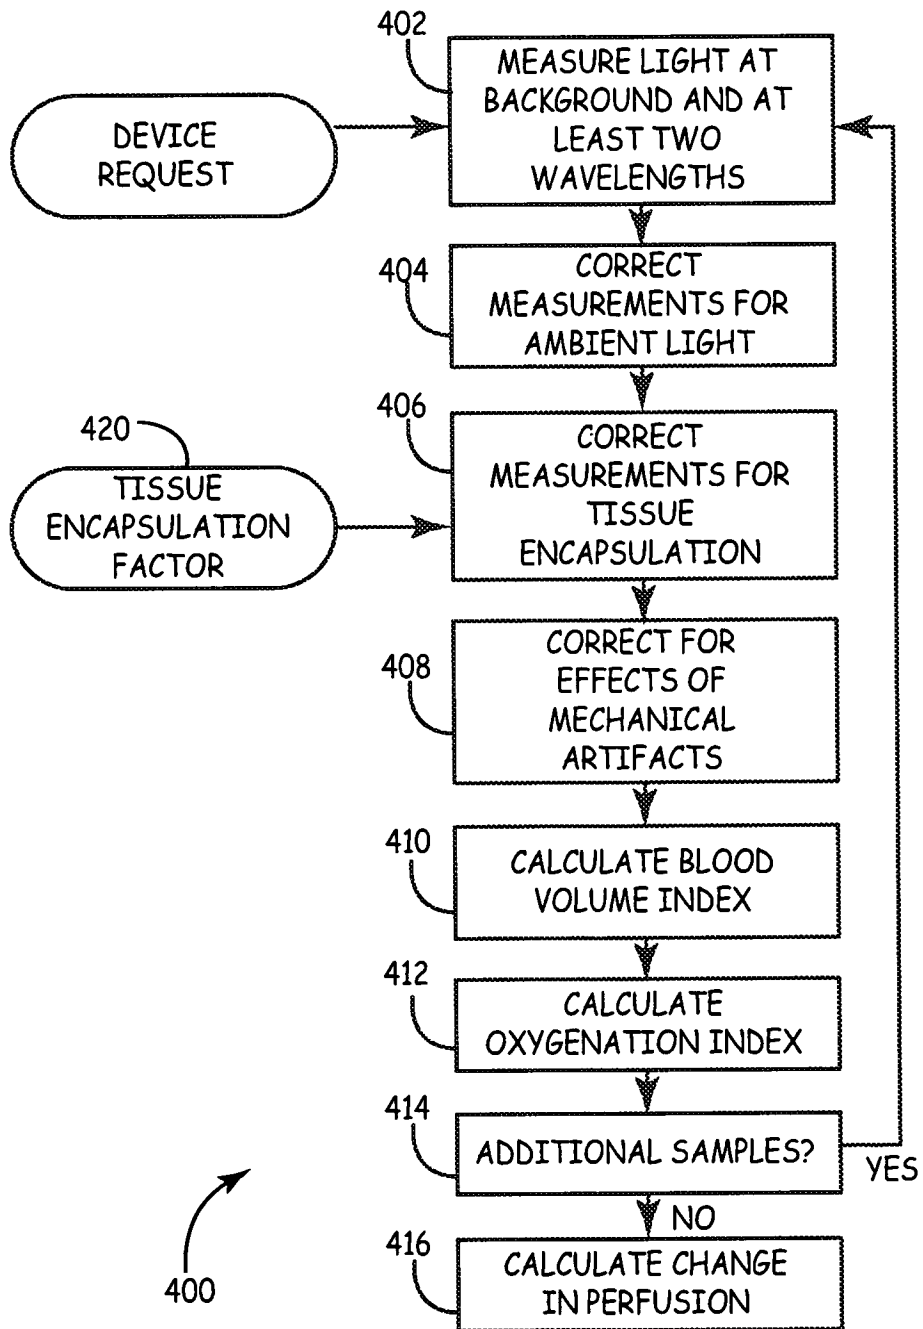 402
MEASURE LIGHT AT
BACKGROUND AND AT
LEAST TWO
WAVELENGTHS
DEVICE
REQUEST
404
CORRECT
MEASUREMENTS FOR
AMBIENT LIGHT
406
CORRECT
MEASUREMENTS FOR
TISSUE
ENCAPSULATION
420
TISSUE
ENCAPSULATION
FACTOR
408
CORRECT FOR
EFFECTS OF
MECHANICAL
ARTIFACTS
410
CALCULATE BLOOD
VOLUME INDEX
412
CALCULATE
OXYGENATION INDEX
414
ADDITIONAL SAMPLES?
YES
NO
416
CALCULATE CHANGE
IN PERFUSION
400